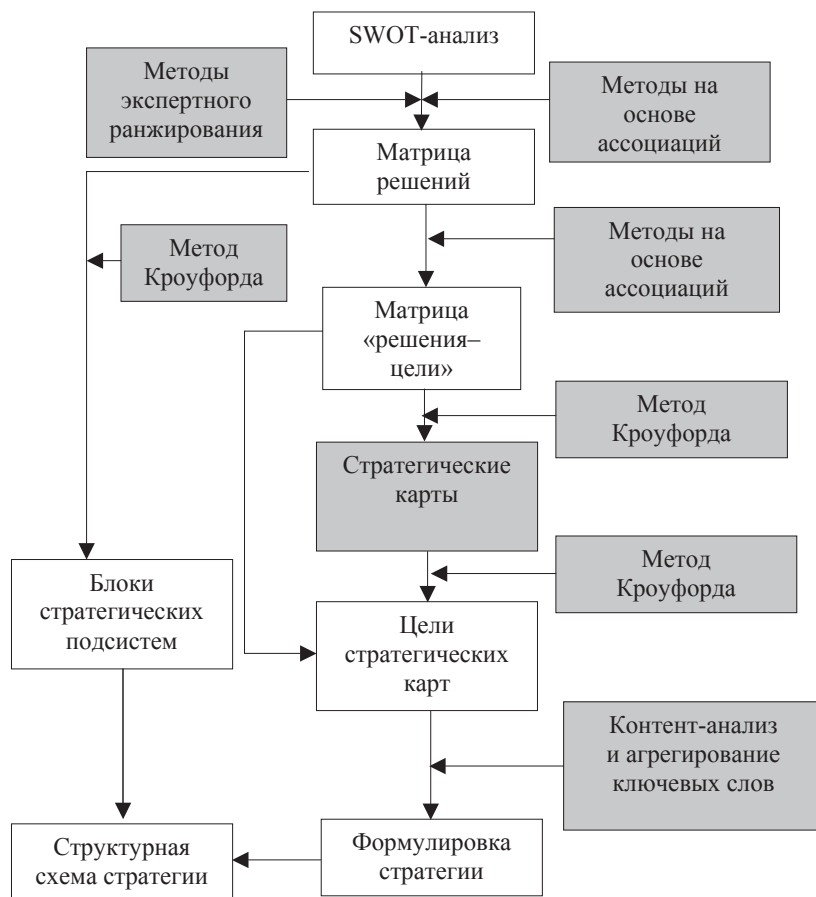 SWOT-анализ
Методы
экспертного
ранжирования
Методы на
основе
ассоциаций
Матрица
решений
Метод
Кроуфорда
Методы на
основе
ассоциаций
Матрица
«решения–
цели»
Метод
Кроуфорда
Стратегические
карты
Метод
Кроуфорда
Блоки
стратегических
подсистем
Цели
стратегических
карт
Контент-анализ
и агрегирование
ключевых слов
Структурная
схема стратегии
Формулировка
стратегии